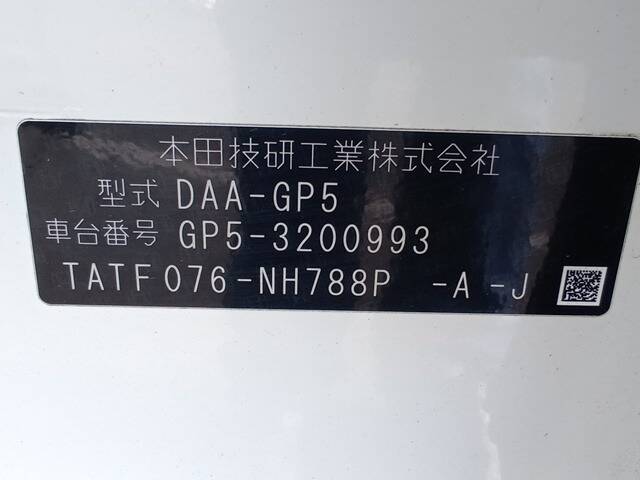 本田技研工業株式会社
型式 DAA-GP5
車台番号 GP5-3200993
TATF076-NH788P -A -J